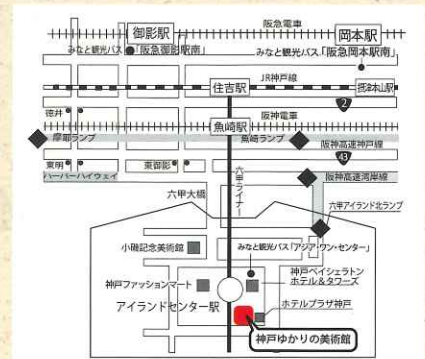 阪急電車
御影駅
岡本駅
みなと観光バス「阪急御影駅南」
みなと観光バス「阪急岡本駅南」
JR神戸線
住吉駅
摂津本山駅
2
徳井
阪神電車
魚崎駅
摩耶ランプ
魚崎ランプ
阪神高速神戸線
43
東明
東御影
ハーバーハイウェイ
阪神高速湾岸線
六甲ライナー
六甲大橋
六甲アイランド北ランプ
小磯記念美術館
みなと観光バス「アジア・ワン・センター」
神戸ファッションマート
神戸ベイシェラトン
ホテル&タワーズ
アイランドセンター駅
ホテルプラザ神戸
神戸ゆかりの美術館